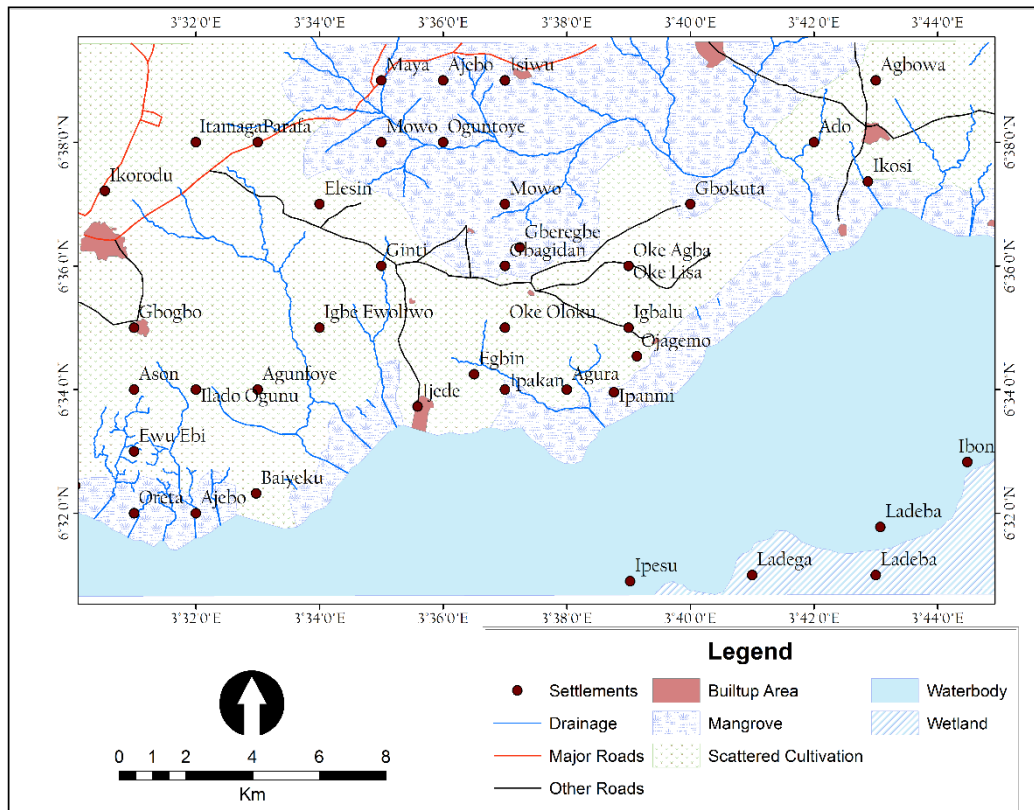 3°32'0"E 3°34'0"E 3°36'0"E 3°38'0"E 3°40'0"E 3°42'0"E 3°44'0"E
Maya Ajebo Isiwu Agbowa
6°38'0"N Itamaga Parafa Mowo Oguntoye Ado 6°38'0"N
Ikorodu Elesin Mowo Gbokuta Ikosi
Gberegbe
6°36'0"N Ginti Gbagidan Oke Agba 6°36'0"N
Oke Lisa
Gbogbo Igbe Ewoliwo Oke Oloku Igbalu
Ojagemo
Egbin
6°34'0"N Ason Ilado Ogunu Agunfoye Ijede Ipakan Agura Ipanmi 6°34'0"N
Ewu Ebi Ibon
Baiyeku
6°32'0"N Oreta Ajebo Ladeba 6°32'0"N
Ipesu Ladega Ladeba
3°32'0"E 3°34'0"E 3°36'0"E 3°38'0"E 3°40'0"E 3°42'0"E 3°44'0"E
Legend
Settlements Builtup Area Waterbody
Drainage Mangrove Wetland
Major Roads Scattered Cultivation
Other Roads
0 1 2 4 6 8
Km